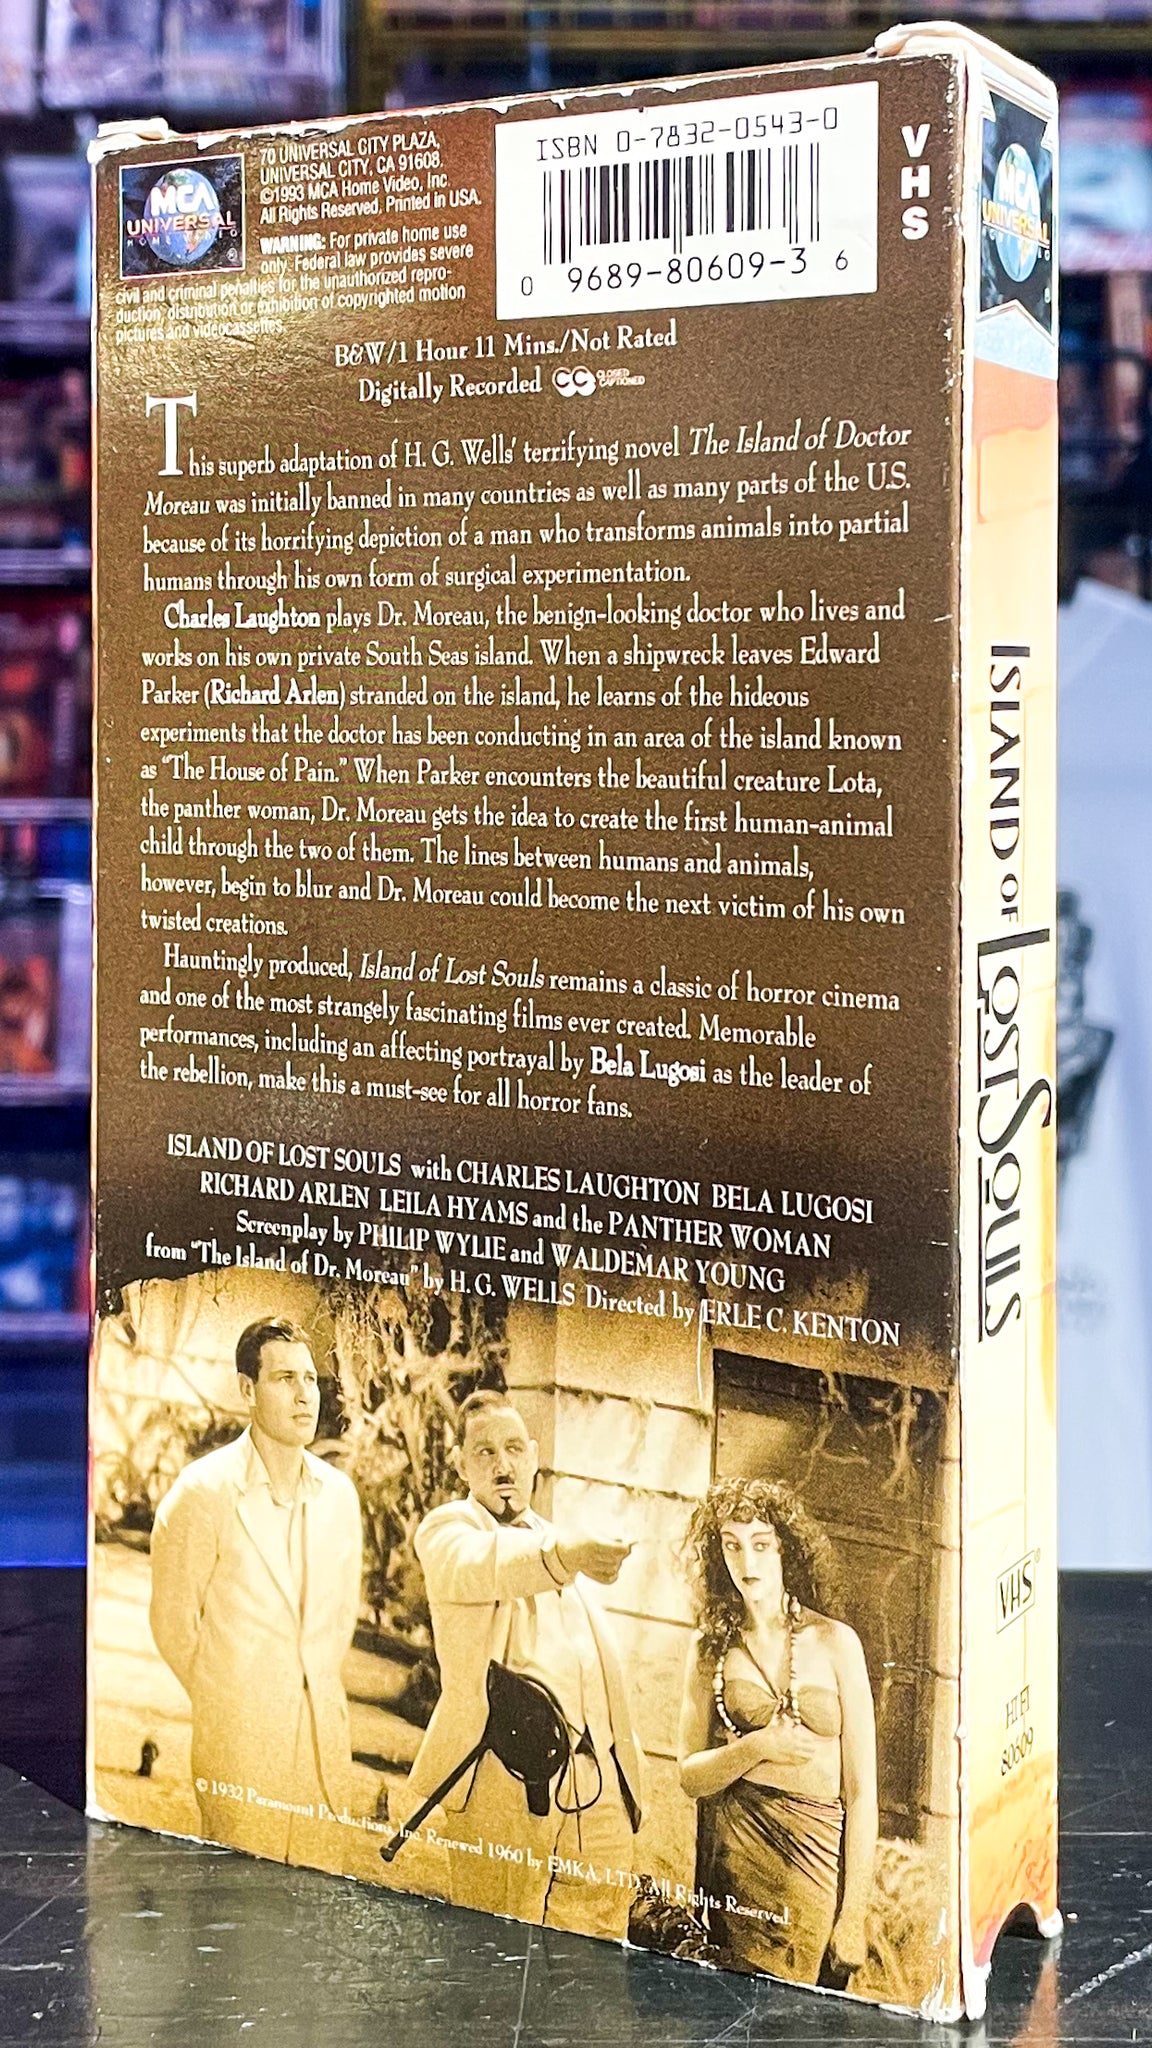 MCA
UNIVERSAL
HOME VIDEO
70 UNIVERSAL CITY PLAZA,
UNIVERSAL CITY, CA 91608.
©1993 MCA Home Video, Inc.
All Rights Reserved. Printed in USA.
WARNING: For private home use
only. Federal law provides severe
civil and criminal penalties for the unauthorized repro-
duction, distribution or exhibition of copyrighted motion
pictures and videocassettes.
ISBN 0-7832-0543-0
0 9689-80609-3 6
VHS
B&W/1 Hour 11 Mins./Not Rated
Digitally Recorded CC CLOSED CAPTIONED
This superb adaptation of H. G. Wells' terrifying novel The Island of Doctor
Moreau was initially banned in many countries as well as many parts of the U.S.
because of its horrifying depiction of a man who transforms animals into partial
humans through his own form of surgical experimentation.
Charles Laughton plays Dr. Moreau, the benign-looking doctor who lives and
works on his own private South Seas island. When a shipwreck leaves Edward
Parker (Richard Arlen) stranded on the island, he learns of the hideous
experiments that the doctor has been conducting in an area of the island known
as "The House of Pain." When Parker encounters the beautiful creature Lota,
the panther woman, Dr. Moreau gets the idea to create the first human-animal
child through the two of them. The lines between humans and animals,
however, begin to blur and Dr. Moreau could become the next victim of his own
twisted creations.
Hauntingly produced, Island of Lost Souls remains a classic of horror cinema
and one of the most strangely fascinating films ever created. Memorable
performances, including an affecting portrayal by Bela Lugosi as the leader of
the rebellion, make this a must-see for all horror fans.
ISLAND OF LOST SOULS with CHARLES LAUGHTON BELA LUGOSI
RICHARD ARLEN LEILA HYAMS and the PANTHER WOMAN
Screenplay by PHILIP WYLIE and WALDEMAR YOUNG
from "The Island of Dr. Moreau" by H. G. WELLS Directed by ERLE C. KENTON
© 1932 Paramount Productions, Inc. Renewed 1960 by EMKA, LTD. All Rights Reserved.
MCA
UNIVERSAL
ISLAND OF LOST SOULS
VHS
HI FI
80609